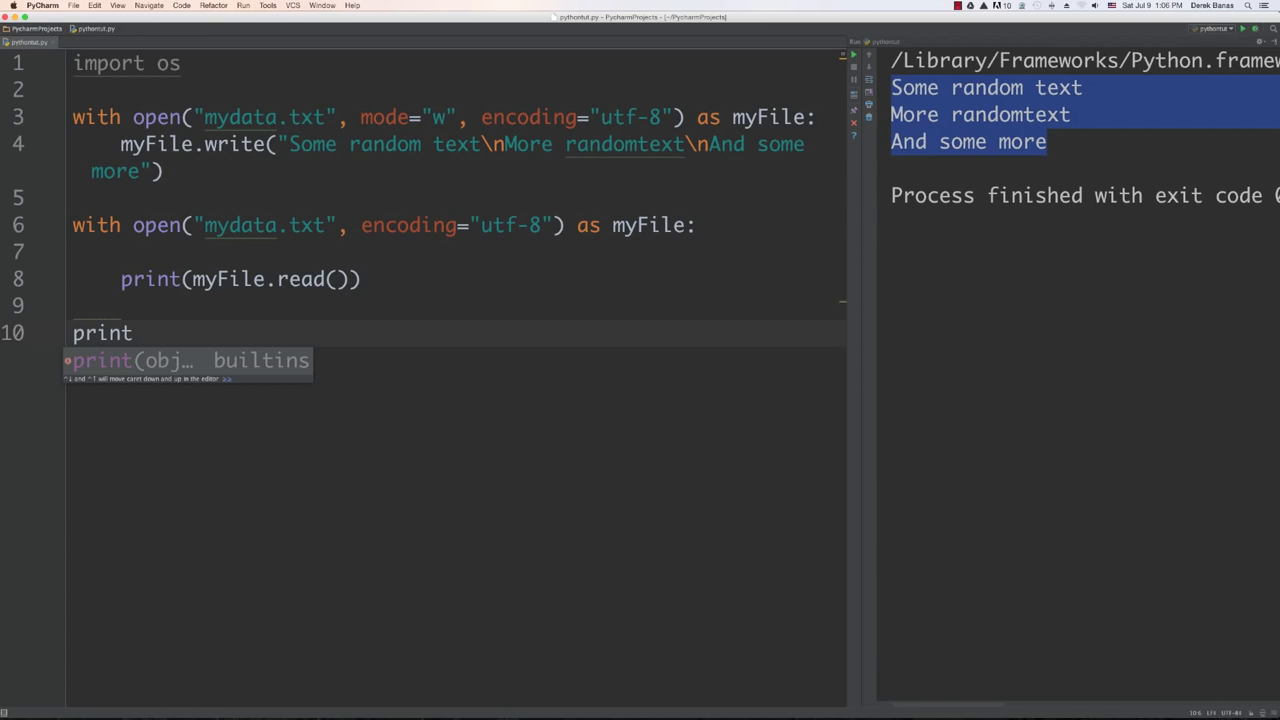 PyCharm File Edit View Navigate Code Refactor Run Tools VCS Window Help 10 Sat Jul 9 1:06 PM Derek Banas
pythontut.py - PycharmProjects - [~/PycharmProjects]
PycharmProjects pythontut.py pythontut
pythontut.py Run pythontut
1 import os
2
3 with open("mydata.txt", mode="w", encoding="utf-8") as myFile:
4 myFile.write("Some random text\nMore randomtext\nAnd some
more")
5
6 with open("mydata.txt", encoding="utf-8") as myFile:
7
8 print(myFile.read())
9
10 print
print(obj… builtins
^↓ and ^↑ will move caret down and up in the editor >>
/Library/Frameworks/Python.framew
Some random text
More randomtext
And some more
Process finished with exit code
10:6 LF÷ UTF-8÷